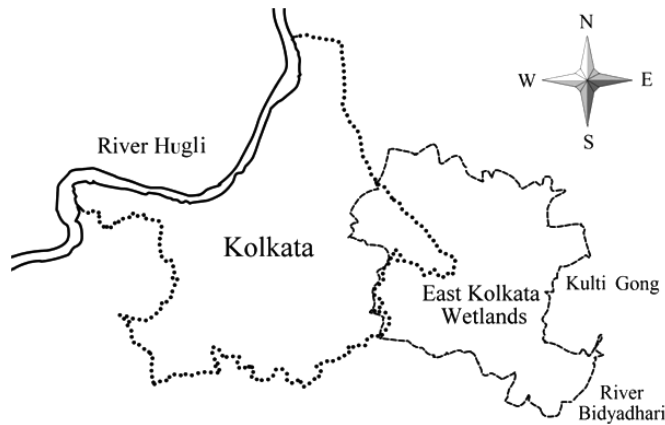 N
W E
S
River Hugli
Kolkata
Kulti Gong
East Kolkata
Wetlands
River
Bidyadhari